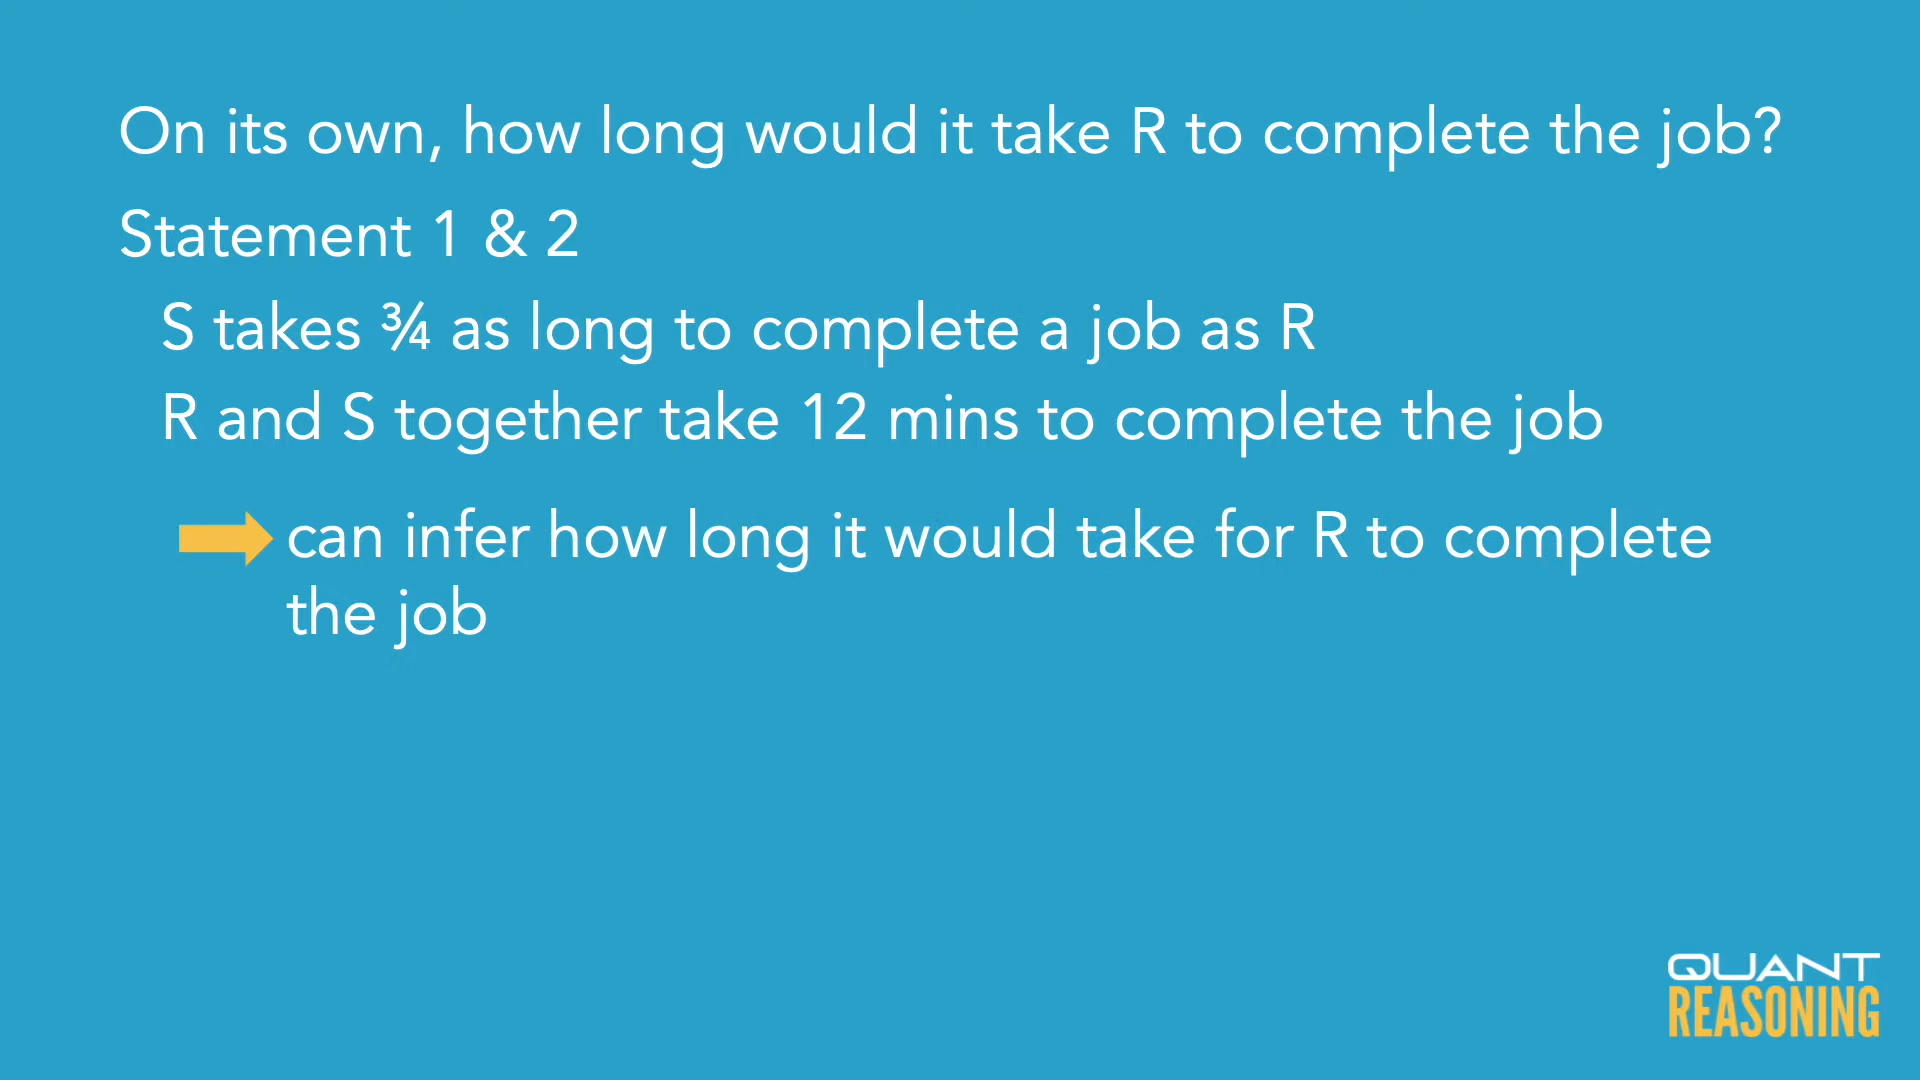 On its own, how long would it take R to complete the job?
Statement 1 & 2
S takes ¾ as long to complete a job as R
R and S together take 12 mins to complete the job
can infer how long it would take for R to complete
the job
QUANT
REASONING